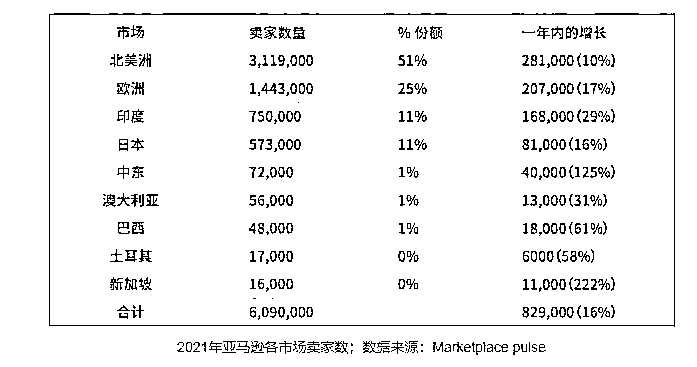 市场 卖家数量 % 份额 一年内的增长
北美洲 3,119,000 51% 281,000(10%)
欧洲 1,443,000 25% 207,000(17%)
印度 750,000 11% 168,000(29%)
日本 573,000 11% 81,000(16%)
中东 72,000 1% 40,000(125%)
澳大利亚 56,000 1% 13,000(31%)
巴西 48,000 1% 18,000(61%)
土耳其 17,000 0% 6000(58%)
新加坡 16,000 0% 11,000(222%)
合计 6,090,000 829,000(16%)
2021年亚马逊各市场卖家数；数据来源：Marketplace pulse